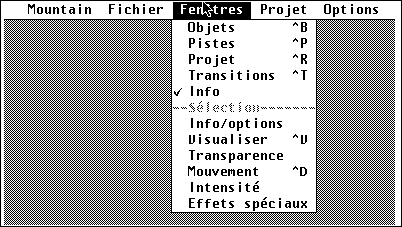 Mountain Fichier Fenêtres Projet Options
Objets ^B
Pistes ^P
Projet ^R
Transitions ^T
✓ Info
Sélection
Info/options
Visualiser ^V
Transparence
Mouvement ^D
Intensité
Effets spéciaux